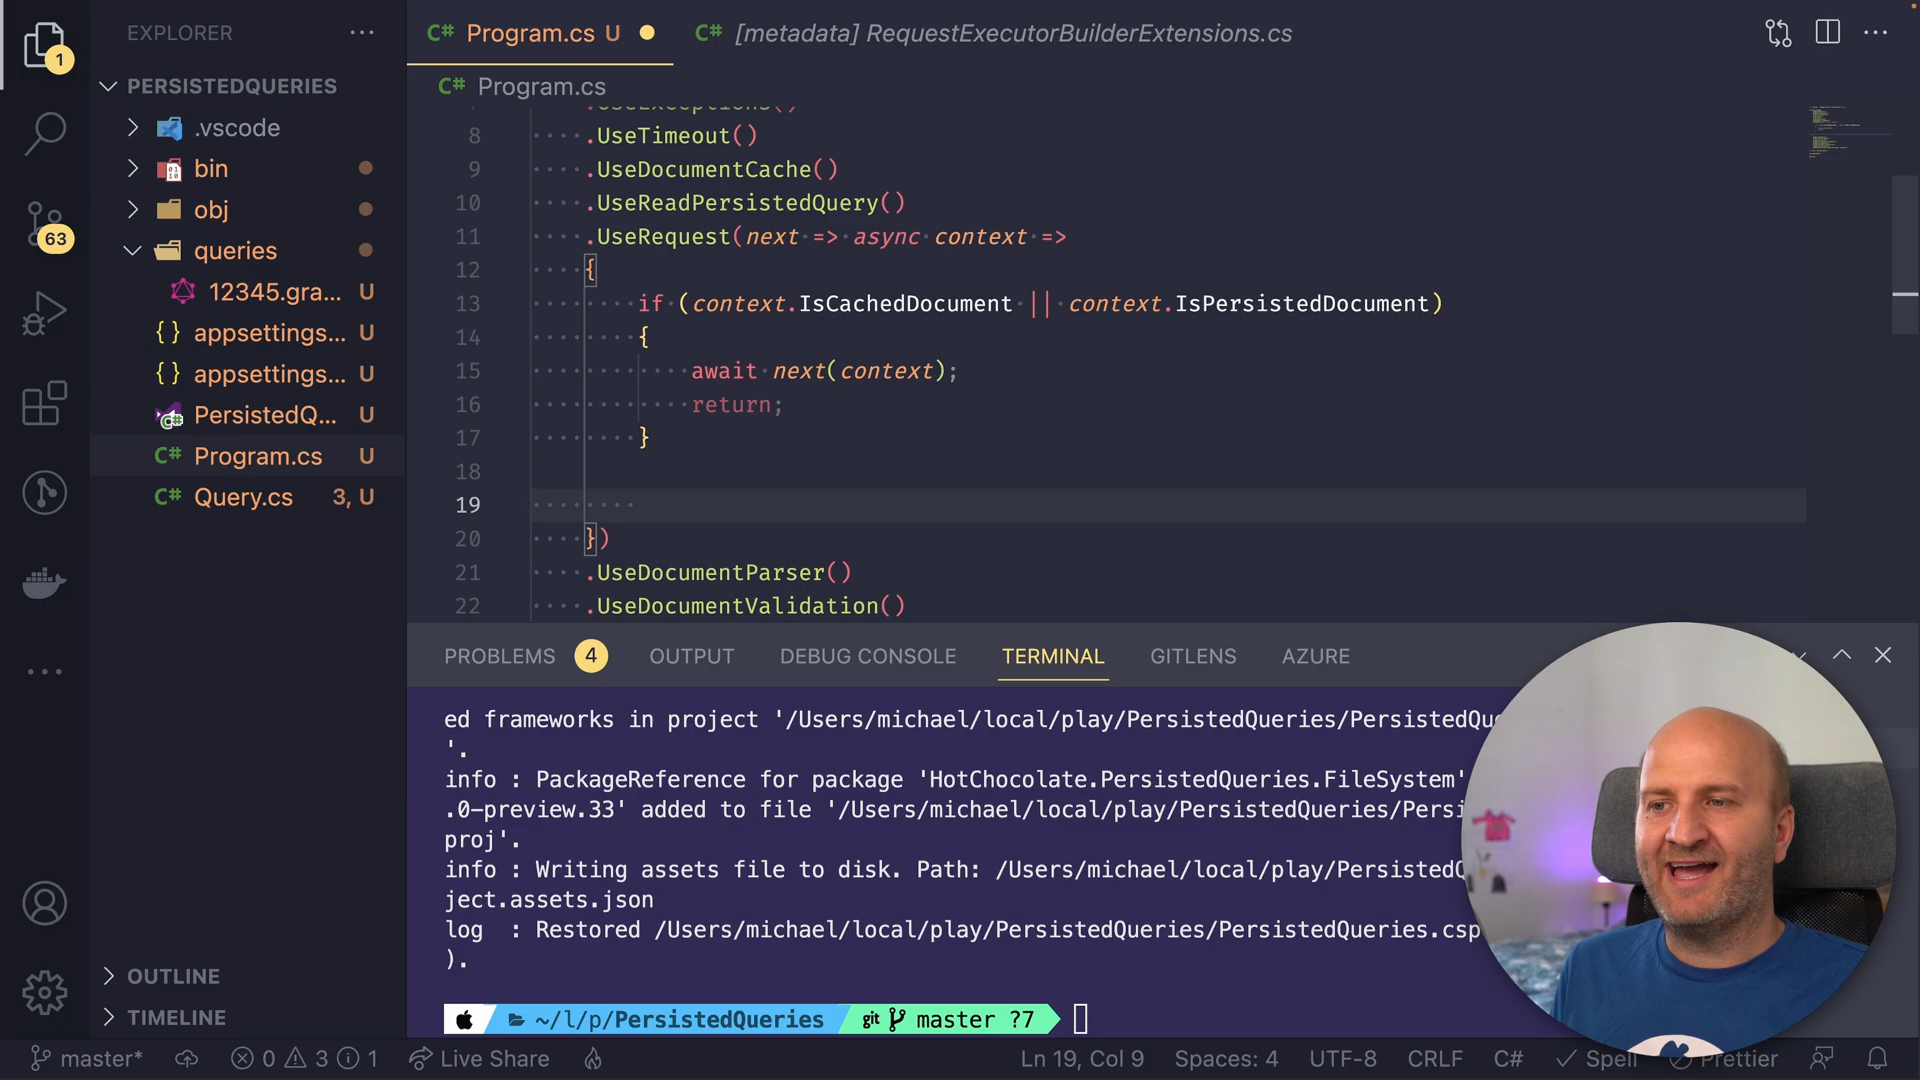 1
63
EXPLORER
PERSISTEDQUERIES
.vscode
bin
obj
queries
12345.gra... U
appsettings... U
appsettings... U
PersistedQ... U
Program.cs U
Query.cs 3, U
OUTLINE
TIMELINE
C# Program.cs U
C# [metadata] RequestExecutorBuilderExtensions.cs
C# Program.cs
8 .UseTimeout()
9 .UseDocumentCache()
10 .UseReadPersistedQuery()
11 .UseRequest(next => async context =>
12 {
13 if (context.IsCachedDocument || context.IsPersistedDocument)
14 {
15 await next(context);
16 return;
17 }
18
19
20 })
21 .UseDocumentParser()
22 .UseDocumentValidation()
PROBLEMS 4 OUTPUT DEBUG CONSOLE TERMINAL GITLENS AZURE
ed frameworks in project '/Users/michael/local/play/PersistedQueries/PersistedQu
'.
info : PackageReference for package 'HotChocolate.PersistedQueries.FileSystem'
.0-preview.33' added to file '/Users/michael/local/play/PersistedQueries/Persi
proj'.
info : Writing assets file to disk. Path: /Users/michael/local/play/PersistedQ
ject.assets.json
log : Restored /Users/michael/local/play/PersistedQueries/PersistedQueries.csp
).
~/l/p/PersistedQueries git master ?7
master* 0 3 1 Live Share Ln 19, Col 9 Spaces: 4 UTF-8 CRLF C# Spell Prettier